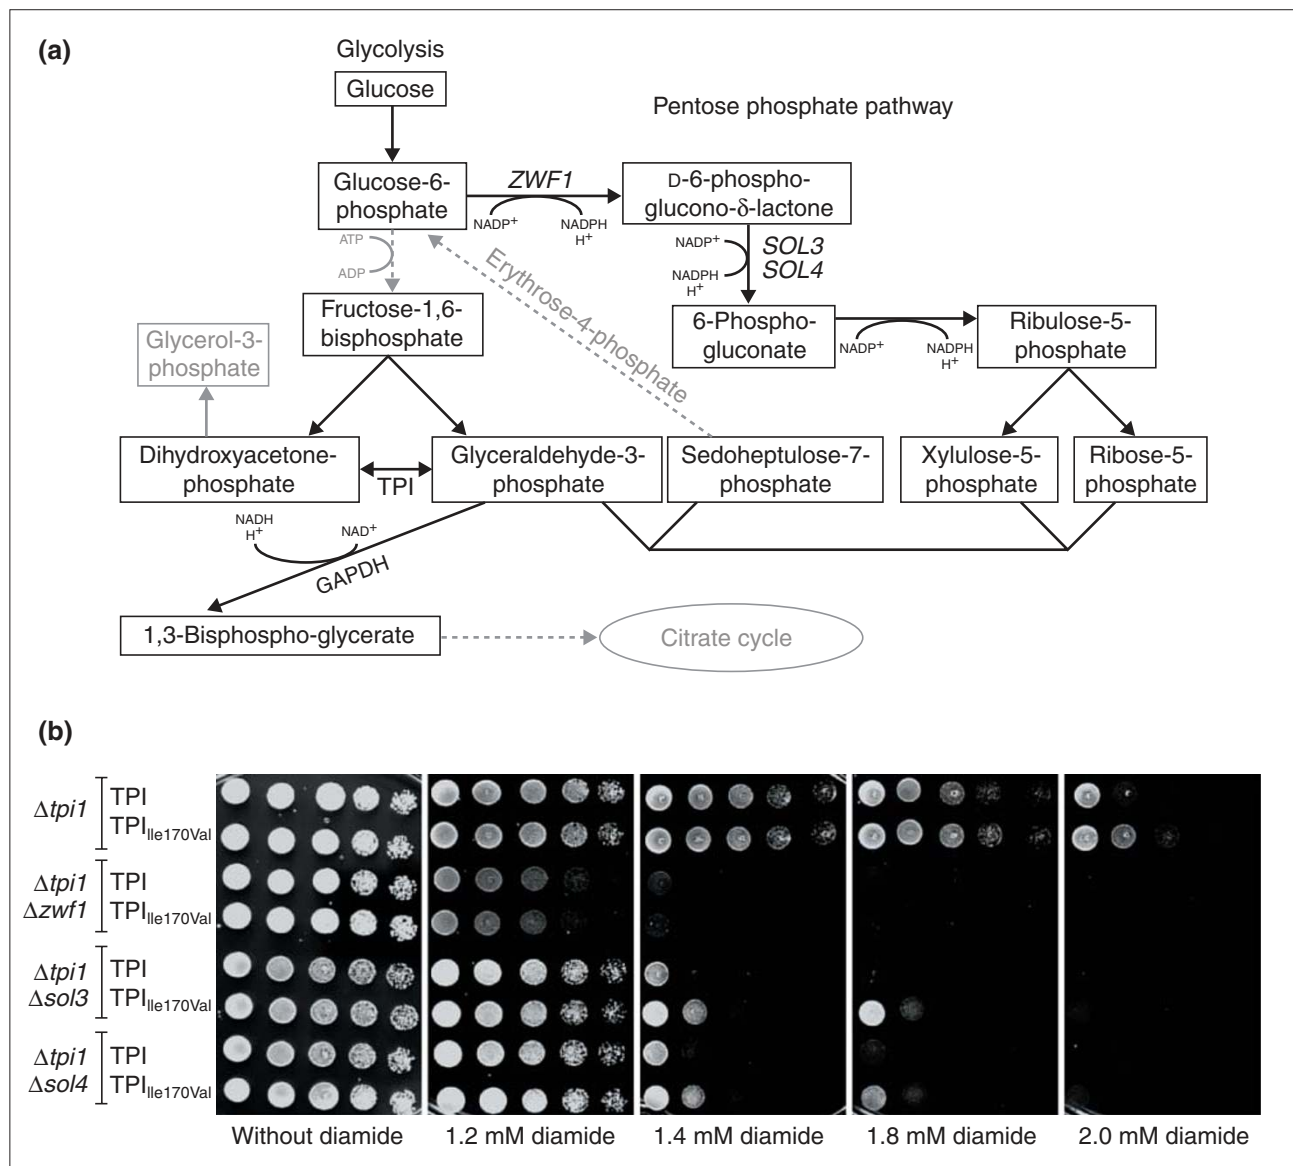 (a)
Glycolysis
Glucose
Pentose phosphate pathway
Glucose-6-
phosphate
ZWF1
NADP+
NADPH
H+
D-6-phospho-
glucono-δ-lactone
ATP
ADP
NADP+
NADPH
H+
SOL3
SOL4
Erythrose-4-phosphate
Fructose-1,6-
bisphosphate
6-Phospho-
gluconate
NADP+
NADPH
H+
Ribulose-5-
phosphate
Glycerol-3-
phosphate
Dihydroxyacetone-
phosphate
TPI
Glyceraldehyde-3-
phosphate
Sedoheptulose-7-
phosphate
Xylulose-5-
phosphate
Ribose-5-
phosphate
NADH
H+
NAD+
GAPDH
1,3-Bisphospho-glycerate
Citrate cycle
(b)
Δtpi1
TPI
TPIIle170Val
Δtpi1
Δzwf1
TPI
TPIIle170Val
Δtpi1
Δsol3
TPI
TPIIle170Val
Δtpi1
Δsol4
TPI
TPIIle170Val
Without diamide
1.2 mM diamide
1.4 mM diamide
1.8 mM diamide
2.0 mM diamide